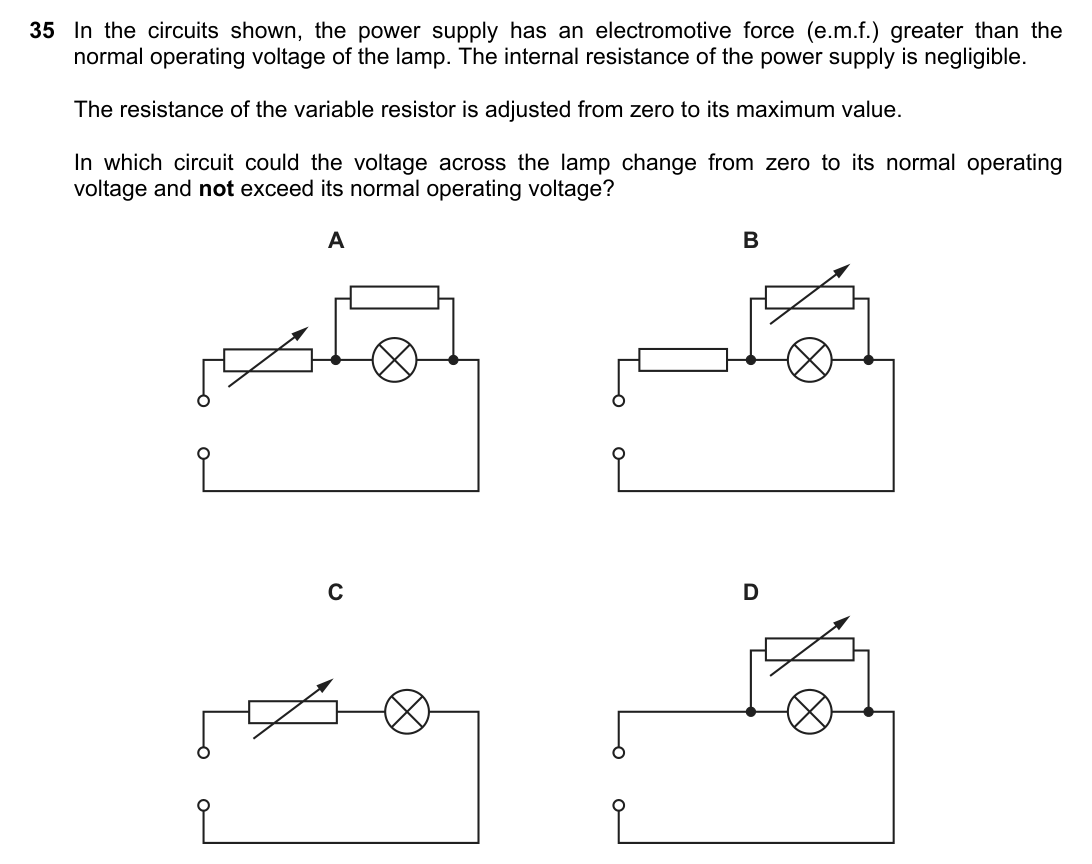 35 In the circuits shown, the power supply has an electromotive force (e.m.f.) greater than the
normal operating voltage of the lamp. The internal resistance of the power supply is negligible.
The resistance of the variable resistor is adjusted from zero to its maximum value.
In which circuit could the voltage across the lamp change from zero to its normal operating
voltage and not exceed its normal operating voltage?
A
B
C
D